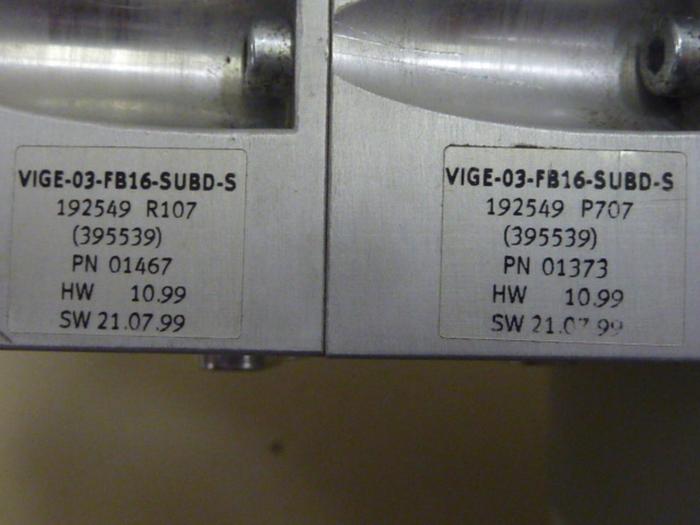 VIGE-03-FB16-SUBD-S
192549 R107
(395539)
PN 01467
HW 10.99
SW 21.07.99
VIGE-03-FB16-SUBD-S
192549 P707
(395539)
PN 01373
HW 10.99
SW 21.07.99